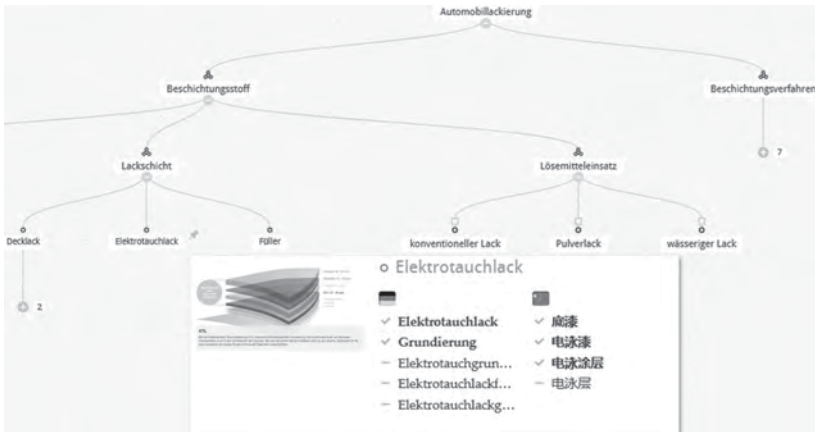 Automobillackierung
Beschichtungsstoff
Beschichtungsverfahren
Lackschicht
Lösemitteleinsatz
7
Decklack
Elektrotauchlack
Füller
konventioneller Lack
Pulverlack
wässeriger Lack
2
Elektrotauchlack
Elektrotauchlack
Grundierung
Elektrotauchgrun...
Elektrotauchlackf...
Elektrotauchlackg...
底漆
电泳漆
电泳涂层
电泳层
KTL